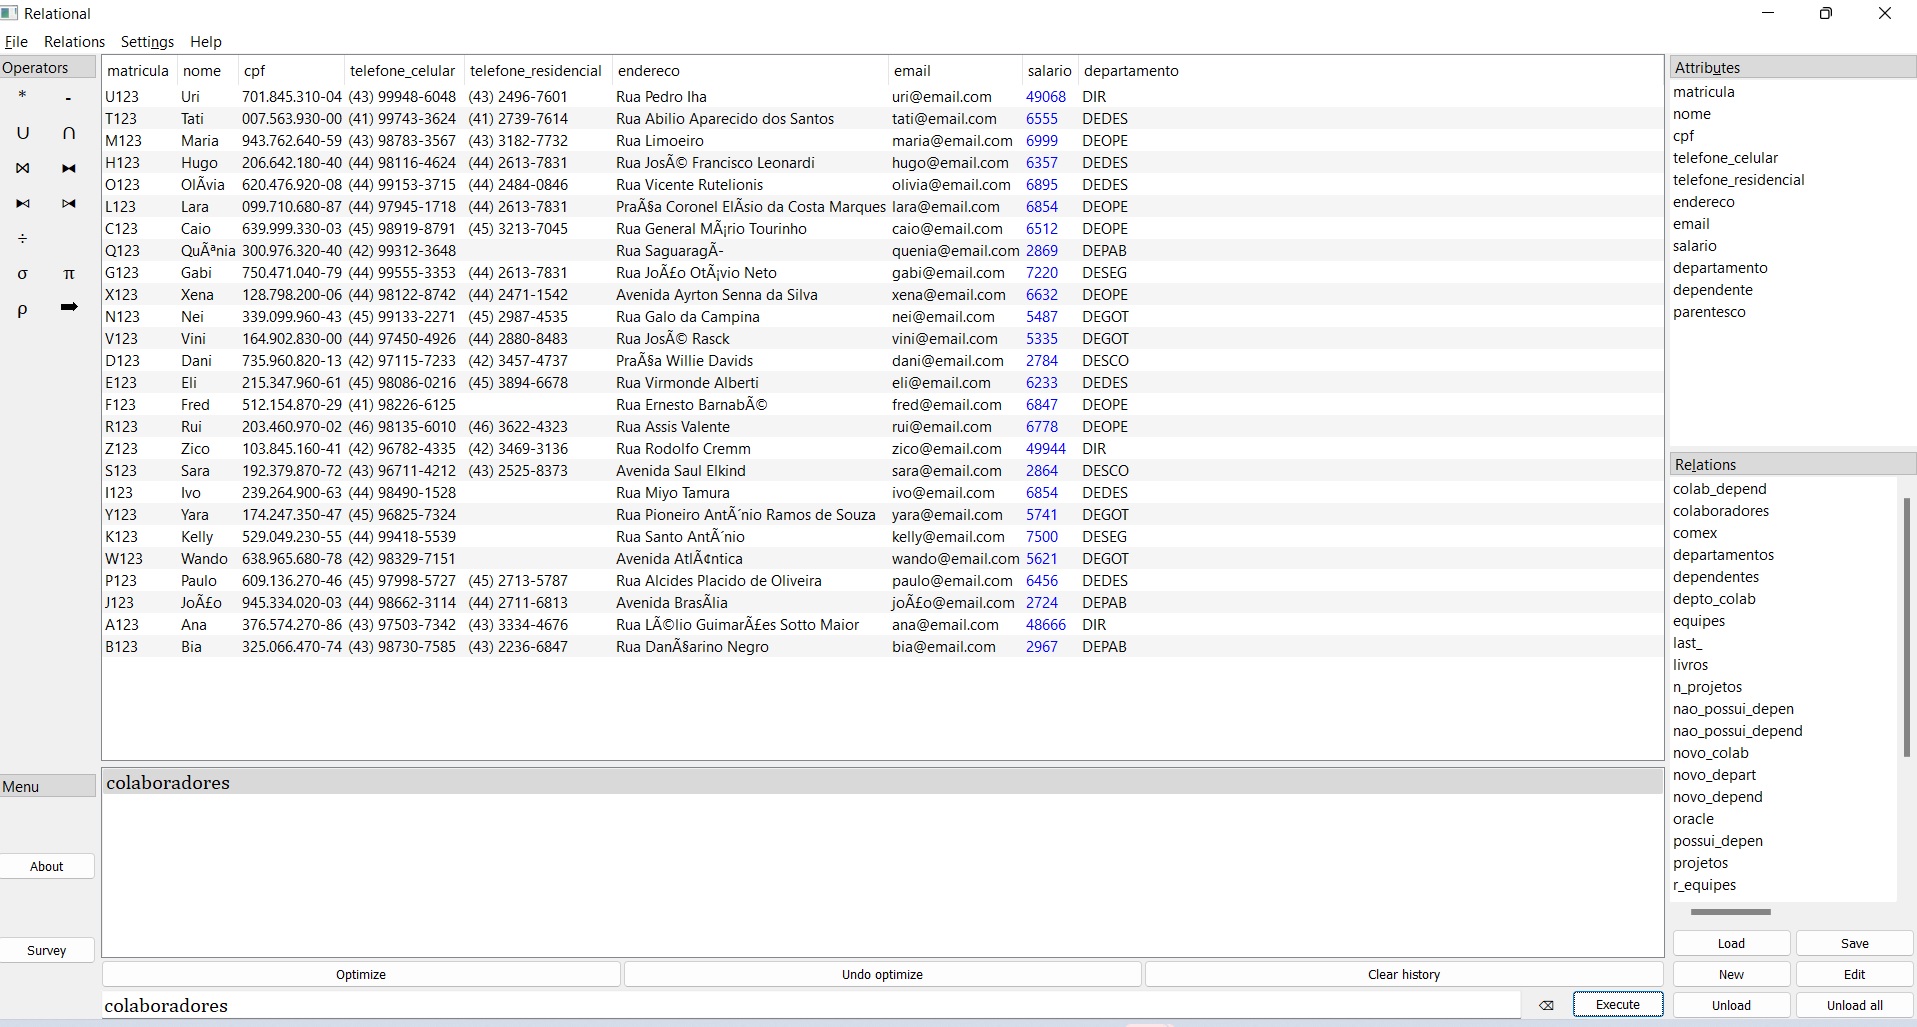 Relational
File Relations Settings Help
Operators
* -
∪ ∩
⋈ ⧓
⧑ ⧒
÷
σ π
ρ ➡
matricula nome cpf telefone_celular telefone_residencial endereco email salario departamento
U123 Uri 701.845.310-04 (43) 99948-6048 (43) 2496-7601 Rua Pedro Iha uri@email.com 49068 DIR
T123 Tati 007.563.930-00 (41) 99743-3624 (41) 2739-7614 Rua Abilio Aparecido dos Santos tati@email.com 6555 DEDES
M123 Maria 943.762.640-59 (43) 98783-3567 (43) 3182-7732 Rua Limoeiro maria@email.com 6999 DEOPE
H123 Hugo 206.642.180-40 (44) 98116-4624 (44) 2613-7831 Rua José Francisco Leonardi hugo@email.com 6357 DEDES
O123 OlÃvia 620.476.920-08 (44) 99153-3715 (44) 2484-0846 Rua Vicente Rutelionis olivia@email.com 6895 DEDES
L123 Lara 099.710.680-87 (44) 97945-1718 (44) 2613-7831 Praça Coronel ElÃsio da Costa Marques lara@email.com 6854 DEOPE
C123 Caio 639.999.330-03 (45) 98919-8791 (45) 3213-7045 Rua General Mário Tourinho caio@email.com 6512 DEOPE
Q123 Quênia 300.976.320-40 (42) 99312-3648 Rua SaguaragÃ- quenia@email.com 2869 DEPAB
G123 Gabi 750.471.040-79 (44) 99555-3353 (44) 2613-7831 Rua João Otávio Neto gabi@email.com 7220 DESEG
X123 Xena 128.798.200-06 (44) 98122-8742 (44) 2471-1542 Avenida Ayrton Senna da Silva xena@email.com 6632 DEOPE
N123 Nei 339.099.960-43 (45) 99133-2271 (45) 2987-4535 Rua Galo da Campina nei@email.com 5487 DEGOT
V123 Vini 164.902.830-00 (44) 97450-4926 (44) 2880-8483 Rua José Rasck vini@email.com 5335 DEGOT
D123 Dani 735.960.820-13 (42) 97115-7233 (42) 3457-4737 Praça Willie Davids dani@email.com 2784 DESCO
E123 Eli 215.347.960-61 (45) 98086-0216 (45) 3894-6678 Rua Virmonde Alberti eli@email.com 6233 DEDES
F123 Fred 512.154.870-29 (41) 98226-6125 Rua Ernesto Barnabé fred@email.com 6847 DEOPE
R123 Rui 203.460.970-02 (46) 98135-6010 (46) 3622-4323 Rua Assis Valente rui@email.com 6778 DEOPE
Z123 Zico 103.845.160-41 (42) 96782-4335 (42) 3469-3136 Rua Rodolfo Cremm zico@email.com 49944 DIR
S123 Sara 192.379.870-72 (43) 96711-4212 (43) 2525-8373 Avenida Saul Elkind sara@email.com 2864 DESCO
I123 Ivo 239.264.900-63 (44) 98490-1528 Rua Miyo Tamura ivo@email.com 6854 DEDES
Y123 Yara 174.247.350-47 (45) 96825-7324 Rua Pioneiro Antônio Ramos de Souza yara@email.com 5741 DEGOT
K123 Kelly 529.049.230-55 (44) 99418-5539 Rua Santo Antônio kelly@email.com 7500 DESEG
W123 Wando 638.965.680-78 (42) 98329-7151 Avenida Atlântica wando@email.com 5621 DEGOT
P123 Paulo 609.136.270-46 (45) 97998-5727 (45) 2713-5787 Rua Alcides Placido de Oliveira paulo@email.com 6456 DEDES
J123 João 945.334.020-03 (44) 98662-3114 (44) 2711-6813 Avenida BrasÃlia joão@email.com 2724 DEPAB
A123 Ana 376.574.270-86 (43) 97503-7342 (43) 3334-4676 Rua Lélio Guimarães Sotto Maior ana@email.com 48666 DIR
B123 Bia 325.066.470-74 (43) 98730-7585 (43) 2236-6847 Rua Dançarino Negro bia@email.com 2967 DEPAB
Menu
About
Survey
colaboradores
Optimize Undo optimize Clear history
colaboradores ⌫ Execute
Attributes
matricula
nome
cpf
telefone_celular
telefone_residencial
endereco
email
salario
departamento
dependente
parentesco
Relations
colab_depend
colaboradores
comex
departamentos
dependentes
depto_colab
equipes
last_
livros
n_projetos
nao_possui_depen
nao_possui_depend
novo_colab
novo_depart
novo_depend
oracle
possui_depen
projetos
r_equipes
Load Save
New Edit
Unload Unload all